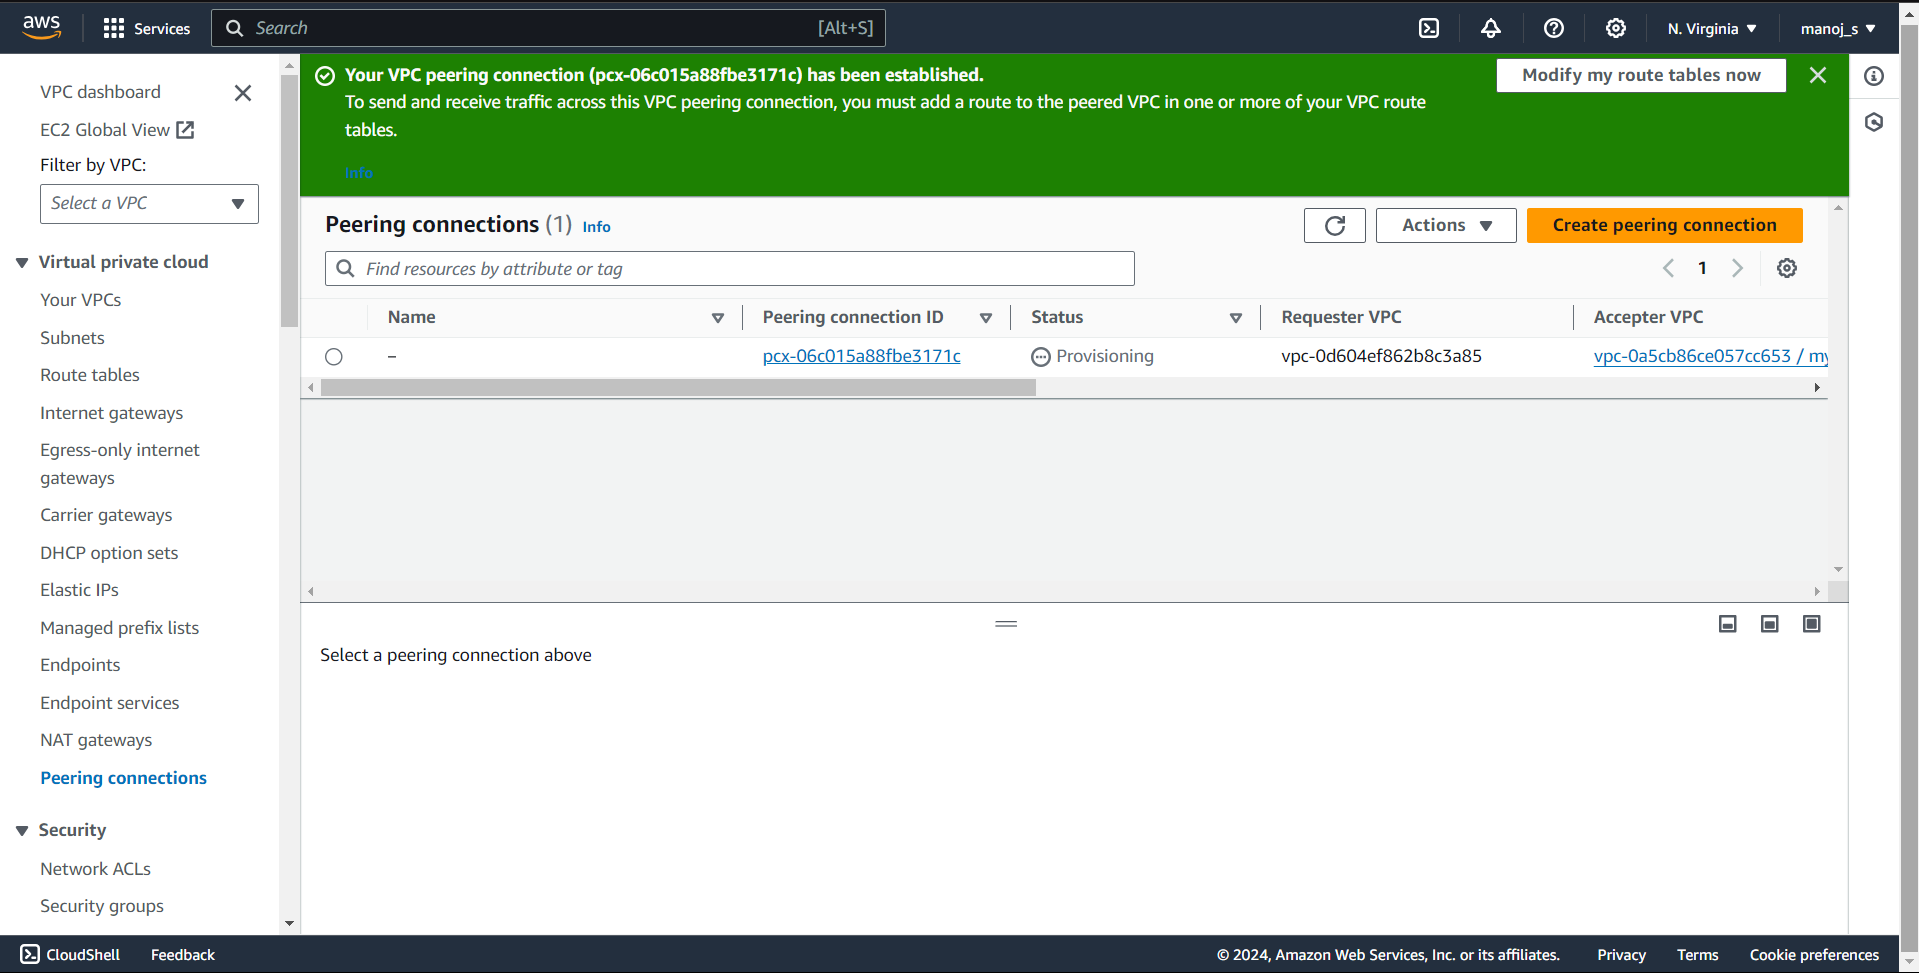 aws
Services
Search
[Alt+S]
N. Virginia
manoj_s
VPC dashboard
EC2 Global View
Filter by VPC:
Select a VPC
Virtual private cloud
Your VPCs
Subnets
Route tables
Internet gateways
Egress-only internet
gateways
Carrier gateways
DHCP option sets
Elastic IPs
Managed prefix lists
Endpoints
Endpoint services
NAT gateways
Peering connections
Security
Network ACLs
Security groups
Your VPC peering connection (pcx-06c015a88fbe3171c) has been established.
To send and receive traffic across this VPC peering connection, you must add a route to the peered VPC in one or more of your VPC route
tables.
Info
Modify my route tables now
Peering connections (1) Info
Actions
Create peering connection
Find resources by attribute or tag
1
Name
Peering connection ID
Status
Requester VPC
Accepter VPC
–
pcx-06c015a88fbe3171c
Provisioning
vpc-0d604ef862b8c3a85
vpc-0a5cb86ce057cc653 / my
Select a peering connection above
CloudShell
Feedback
© 2024, Amazon Web Services, Inc. or its affiliates.
Privacy
Terms
Cookie preferences